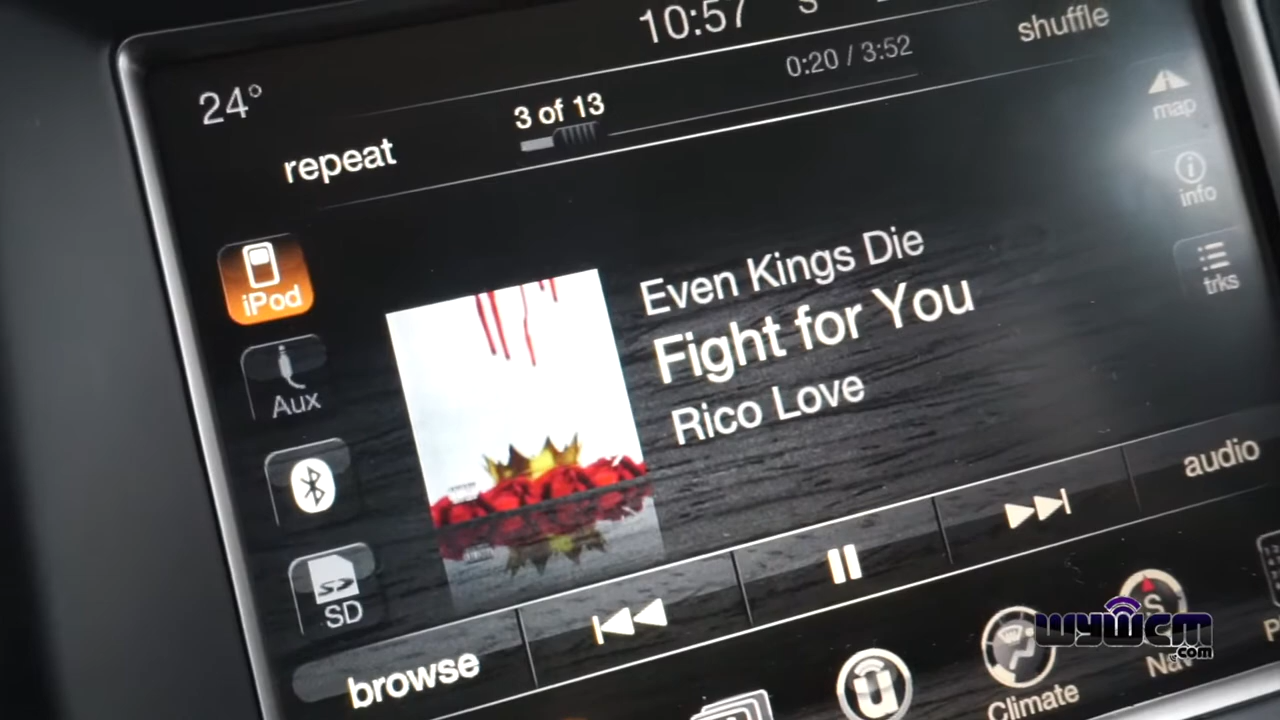 10:57
S
24°
0:20 / 3:52
shuffle
3 of 13
repeat
map
info
trks
iPod
Aux
SD
Even Kings Die
Fight for You
Rico Love
audio
browse
Climate
WYWCM
.com